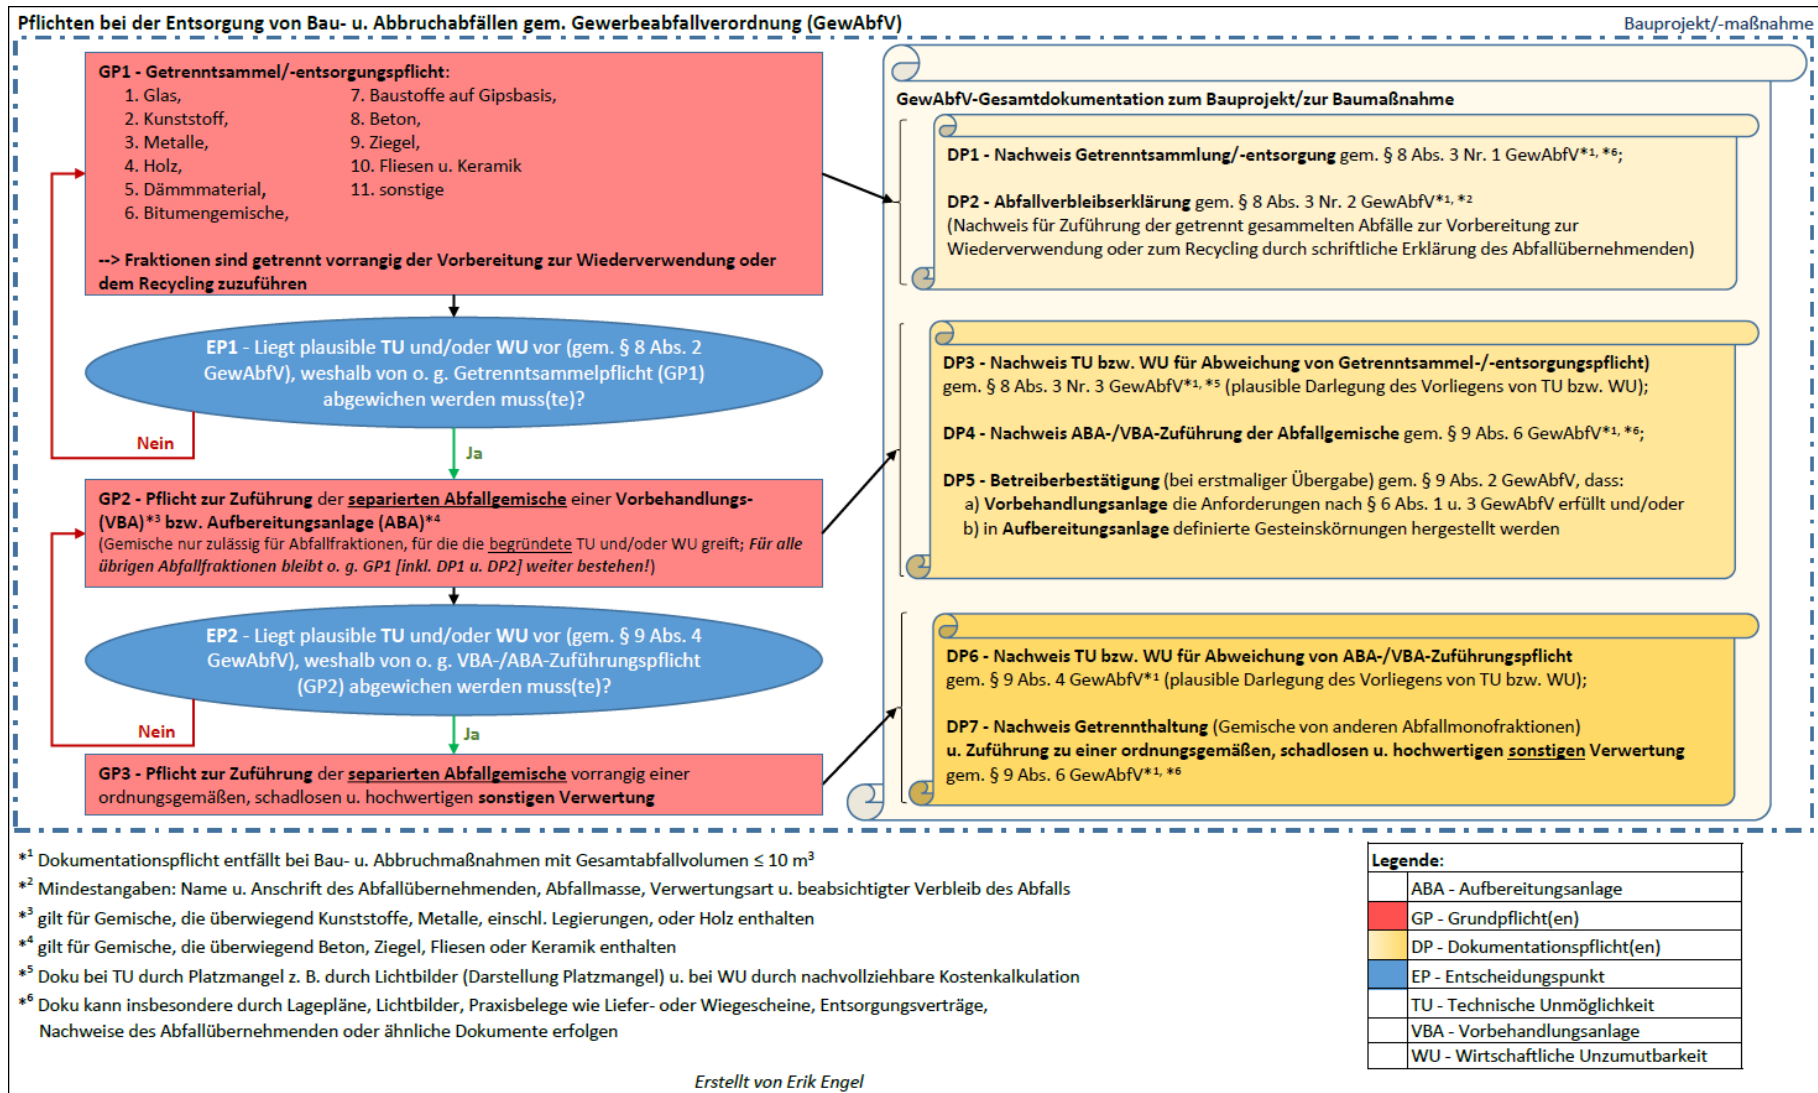 Pflichten bei der Entsorgung von Bau- u. Abbruchabfällen gem. Gewerbeabfallverordnung (GewAbfV)
Bauprojekt/-maßnahme
GP1 - Getrenntsammel/-entsorgungspflicht:
1. Glas,
2. Kunststoff,
3. Metalle,
4. Holz,
5. Dämmmaterial,
6. Bitumengemische,
7. Baustoffe auf Gipsbasis,
8. Beton,
9. Ziegel,
10. Fliesen u. Keramik
11. sonstige
--> Fraktionen sind getrennt vorrangig der Vorbereitung zur Wiederverwendung oder
dem Recycling zuzuführen
EP1 - Liegt plausible TU und/oder WU vor (gem. § 8 Abs. 2
GewAbfV), weshalb von o. g. Getrenntsammelpflicht (GP1)
abgewichen werden muss(te)?
Nein
Ja
GP2 - Pflicht zur Zuführung der separierten Abfallgemische einer Vorbehandlungs-
(VBA)*3 bzw. Aufbereitungsanlage (ABA)*4
(Gemische nur zulässig für Abfallfraktionen, für die die begründete TU und/oder WU greift; Für alle
übrigen Abfallfraktionen bleibt o. g. GP1 [inkl. DP1 u. DP2] weiter bestehen!)
EP2 - Liegt plausible TU und/oder WU vor (gem. § 9 Abs. 4
GewAbfV), weshalb von o. g. VBA-/ABA-Zuführungspflicht
(GP2) abgewichen werden muss(te)?
Nein
Ja
GP3 - Pflicht zur Zuführung der separierten Abfallgemische vorrangig einer
ordnungsgemäßen, schadlosen u. hochwertigen sonstigen Verwertung
GewAbfV-Gesamtdokumentation zum Bauprojekt/zur Baumaßnahme
DP1 - Nachweis Getrenntsammlung/-entsorgung gem. § 8 Abs. 3 Nr. 1 GewAbfV*1, *6;
DP2 - Abfallverbleibserklärung gem. § 8 Abs. 3 Nr. 2 GewAbfV*1, *2
(Nachweis für Zuführung der getrennt gesammelten Abfälle zur Vorbereitung zur
Wiederverwendung oder zum Recycling durch schriftliche Erklärung des Abfallübernehmenden)
DP3 - Nachweis TU bzw. WU für Abweichung von Getrenntsammel-/-entsorgungspflicht)
gem. § 8 Abs. 3 Nr. 3 GewAbfV*1, *5 (plausible Darlegung des Vorliegens von TU bzw. WU);
DP4 - Nachweis ABA-/VBA-Zuführung der Abfallgemische gem. § 9 Abs. 6 GewAbfV*1, *6;
DP5 - Betreiberbestätigung (bei erstmaliger Übergabe) gem. § 9 Abs. 2 GewAbfV, dass:
a) Vorbehandlungsanlage die Anforderungen nach § 6 Abs. 1 u. 3 GewAbfV erfüllt und/oder
b) in Aufbereitungsanlage definierte Gesteinskörnungen hergestellt werden
DP6 - Nachweis TU bzw. WU für Abweichung von ABA-/VBA-Zuführungspflicht
gem. § 9 Abs. 4 GewAbfV*1 (plausible Darlegung des Vorliegens von TU bzw. WU);
DP7 - Nachweis Getrennthaltung (Gemische von anderen Abfallmonofraktionen)
u. Zuführung zu einer ordnungsgemäßen, schadlosen u. hochwertigen sonstigen Verwertung
gem. § 9 Abs. 6 GewAbfV*1, *6
*1 Dokumentationspflicht entfällt bei Bau- u. Abbruchmaßnahmen mit Gesamtabfallvolumen ≤ 10 m³
*2 Mindestangaben: Name u. Anschrift des Abfallübernehmenden, Abfallmasse, Verwertungsart u. beabsichtigter Verbleib des Abfalls
*3 gilt für Gemische, die überwiegend Kunststoffe, Metalle, einschl. Legierungen, oder Holz enthalten
*4 gilt für Gemische, die überwiegend Beton, Ziegel, Fliesen oder Keramik enthalten
*5 Doku bei TU durch Platzmangel z. B. durch Lichtbilder (Darstellung Platzmangel) u. bei WU durch nachvollziehbare Kostenkalkulation
*6 Doku kann insbesondere durch Lagepläne, Lichtbilder, Praxisbelege wie Liefer- oder Wiegescheine, Entsorgungsverträge,
Nachweise des Abfallübernehmenden oder ähnliche Dokumente erfolgen
Legende:
ABA - Aufbereitungsanlage
GP - Grundpflicht(en)
DP - Dokumentationspflicht(en)
EP - Entscheidungspunkt
TU - Technische Unmöglichkeit
VBA - Vorbehandlungsanlage
WU - Wirtschaftliche Unzumutbarkeit
Erstellt von Erik Engel